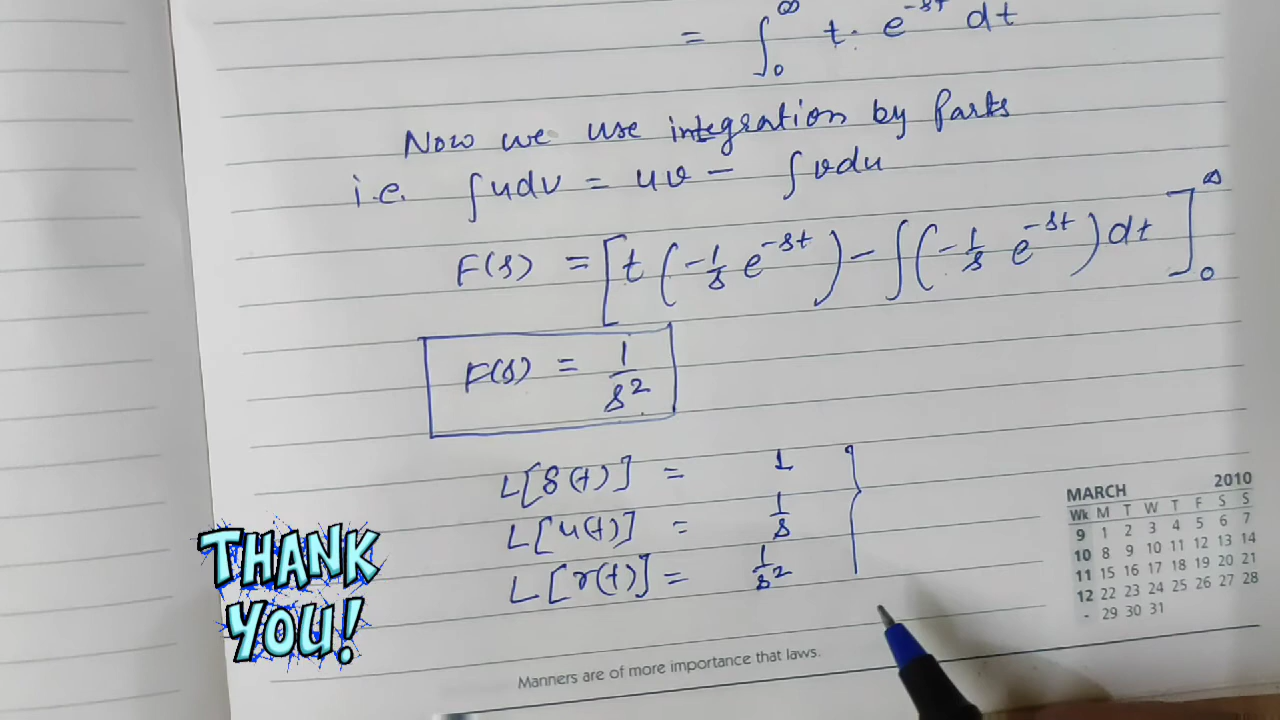 = ∫₀^∞ t. e^-st dt
Now we use integration by Parts
i.e. ∫udv = uv - ∫vdu
F(s) = [t(-1/s e^-st) - ∫(-1/s e^-st)dt]₀^∞
F(s) = 1/s²
L[δ(t)] = 1
L[u(t)] = 1/s
L[r(t)] = 1/s²
THANK
YOU!
MARCH 2010
Wk M T W T F S S
9 1 2 3 4 5 6 7
10 8 9 10 11 12 13 14
11 15 16 17 18 19 20 21
12 22 23 24 25 26 27 28
- 29 30 31
Manners are of more importance that laws.